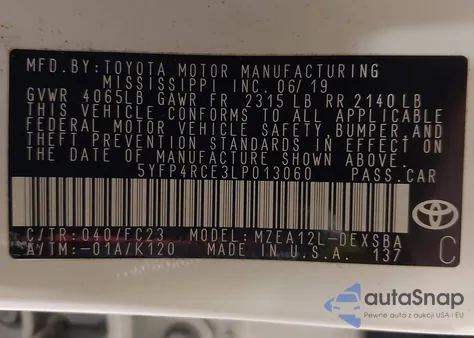 MFD.BY:TOYOTA MOTOR MANUFACTURING
MISSISSIPPI INC. 06/19
GVWR 4065LB GAWR FR 2315 LB RR 2140 LB
THIS VEHICLE CONFORMS TO ALL APPLICABLE
FEDERAL MOTOR VEHICLE SAFETY, BUMPER, AND
THEFT PREVENTION STANDARDS IN EFFECT ON
THE DATE OF MANUFACTURE SHOWN ABOVE.
5YFP4RCE3LP013060 PASS.CAR
C/TR:040/FC23 MODEL:MZEA12L-DEXSBA
A/TM:-01A/K120 MADE IN U.S.A. 137
C
autoSnap
Pewne auta z aukcji USA i EU